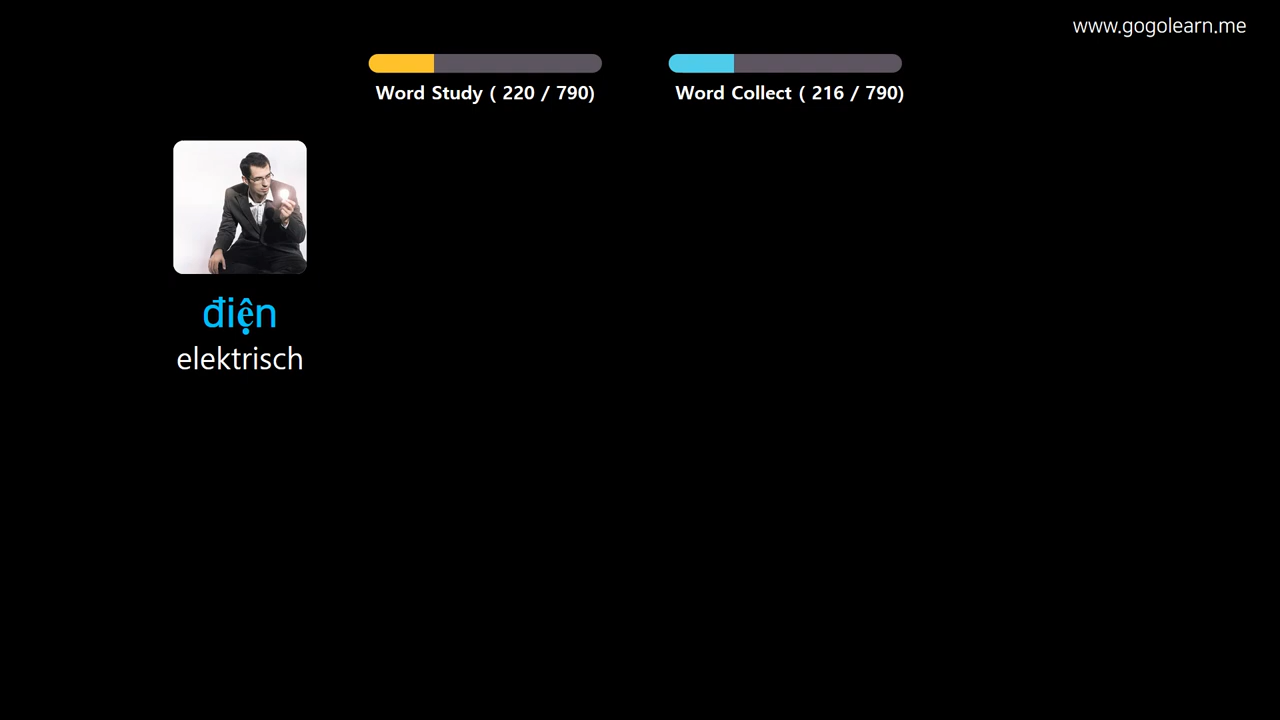 www.gogolearn.me
Word Study ( 220 / 790)
Word Collect ( 216 / 790)
điện
elektrisch